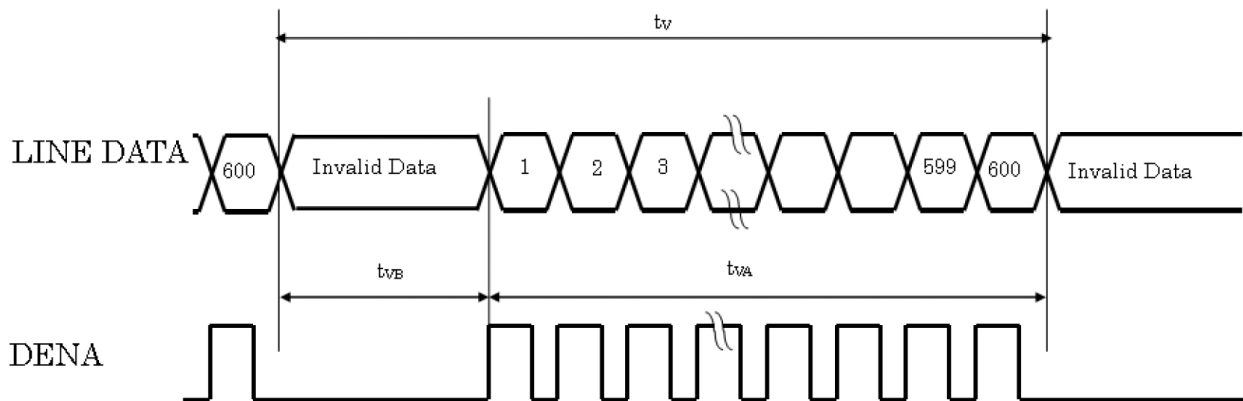 tV
LINE DATA
600
Invalid Data
1
2
3
599
600
Invalid Data
tVB
tVA
DENA